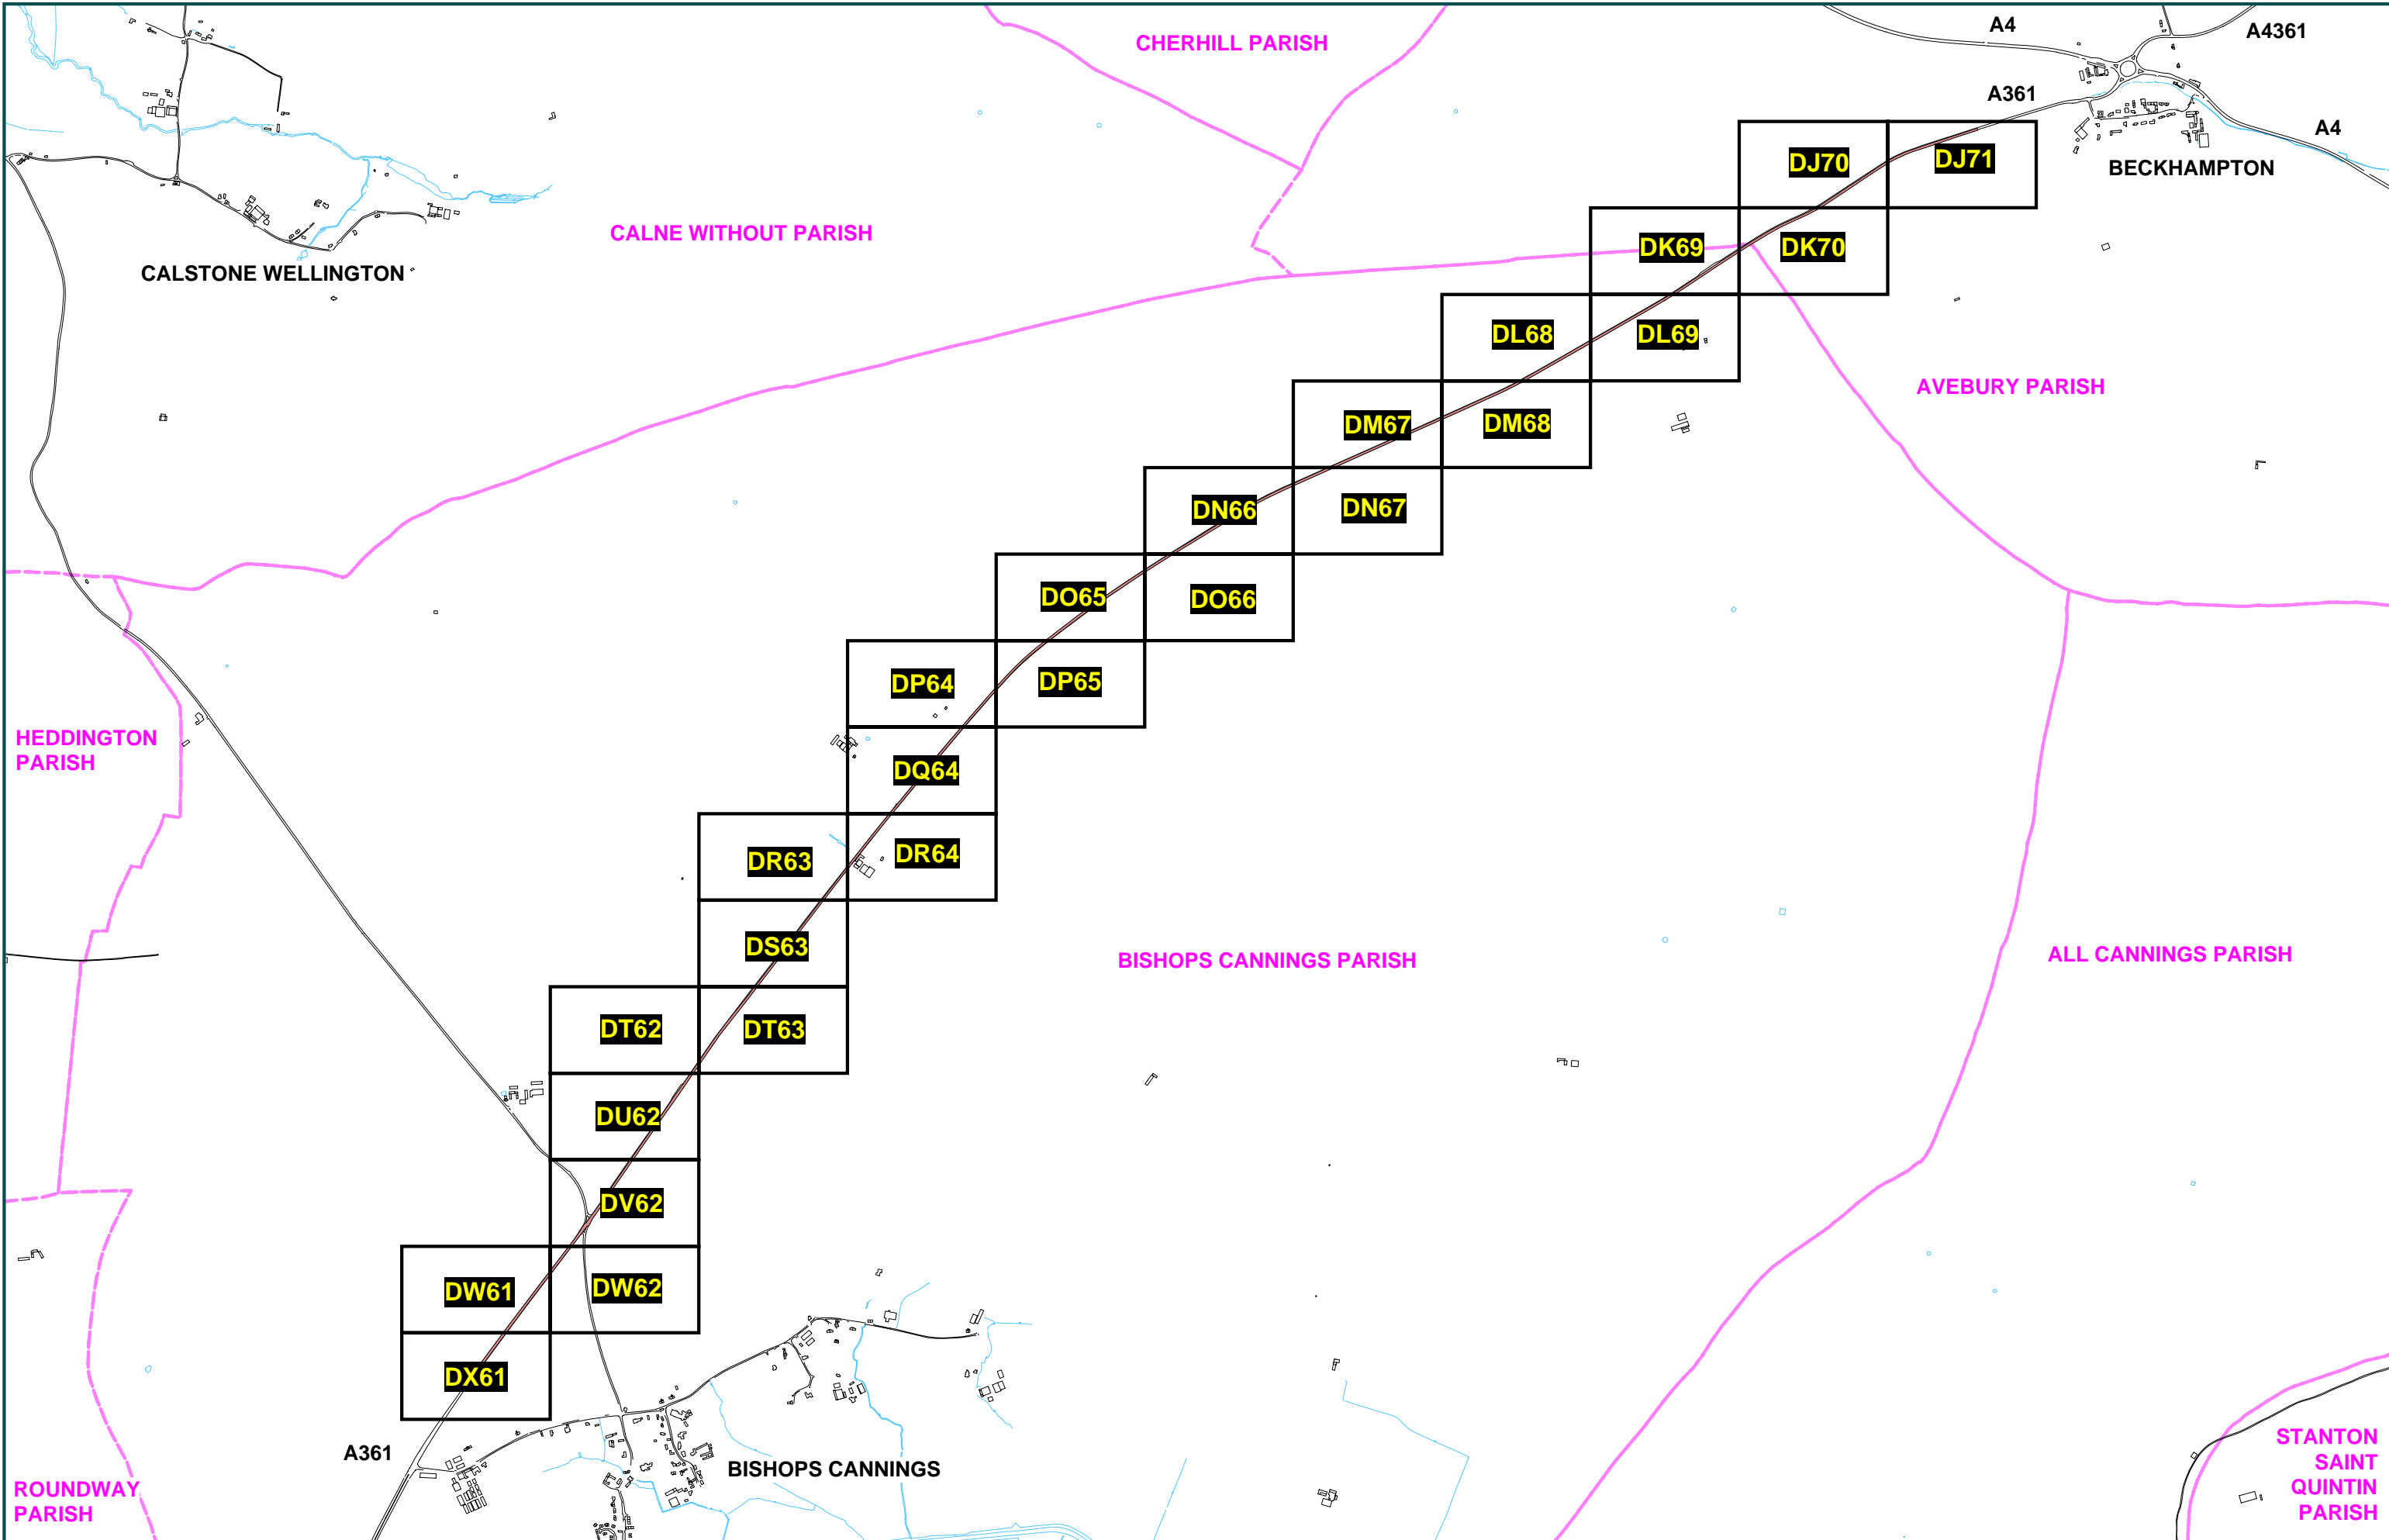 A4
A4361
CHERHILL PARISH
A361
A4
DJ70
DJ71
BECKHAMPTON
CALNE WITHOUT PARISH
DK69
DK70
CALSTONE WELLINGTON
DL68
DL69
AVEBURY PARISH
DM67
DM68
DN66
DN67
DO65
DO66
DP64
DP65
HEDDINGTON
PARISH
DQ64
DR63
DR64
DS63
BISHOPS CANNINGS PARISH
ALL CANNINGS PARISH
DT62
DT63
DU62
DV62
DW61
DW62
DX61
A361
BISHOPS CANNINGS
STANTON
SAINT
QUINTIN
PARISH
ROUNDWAY
PARISH